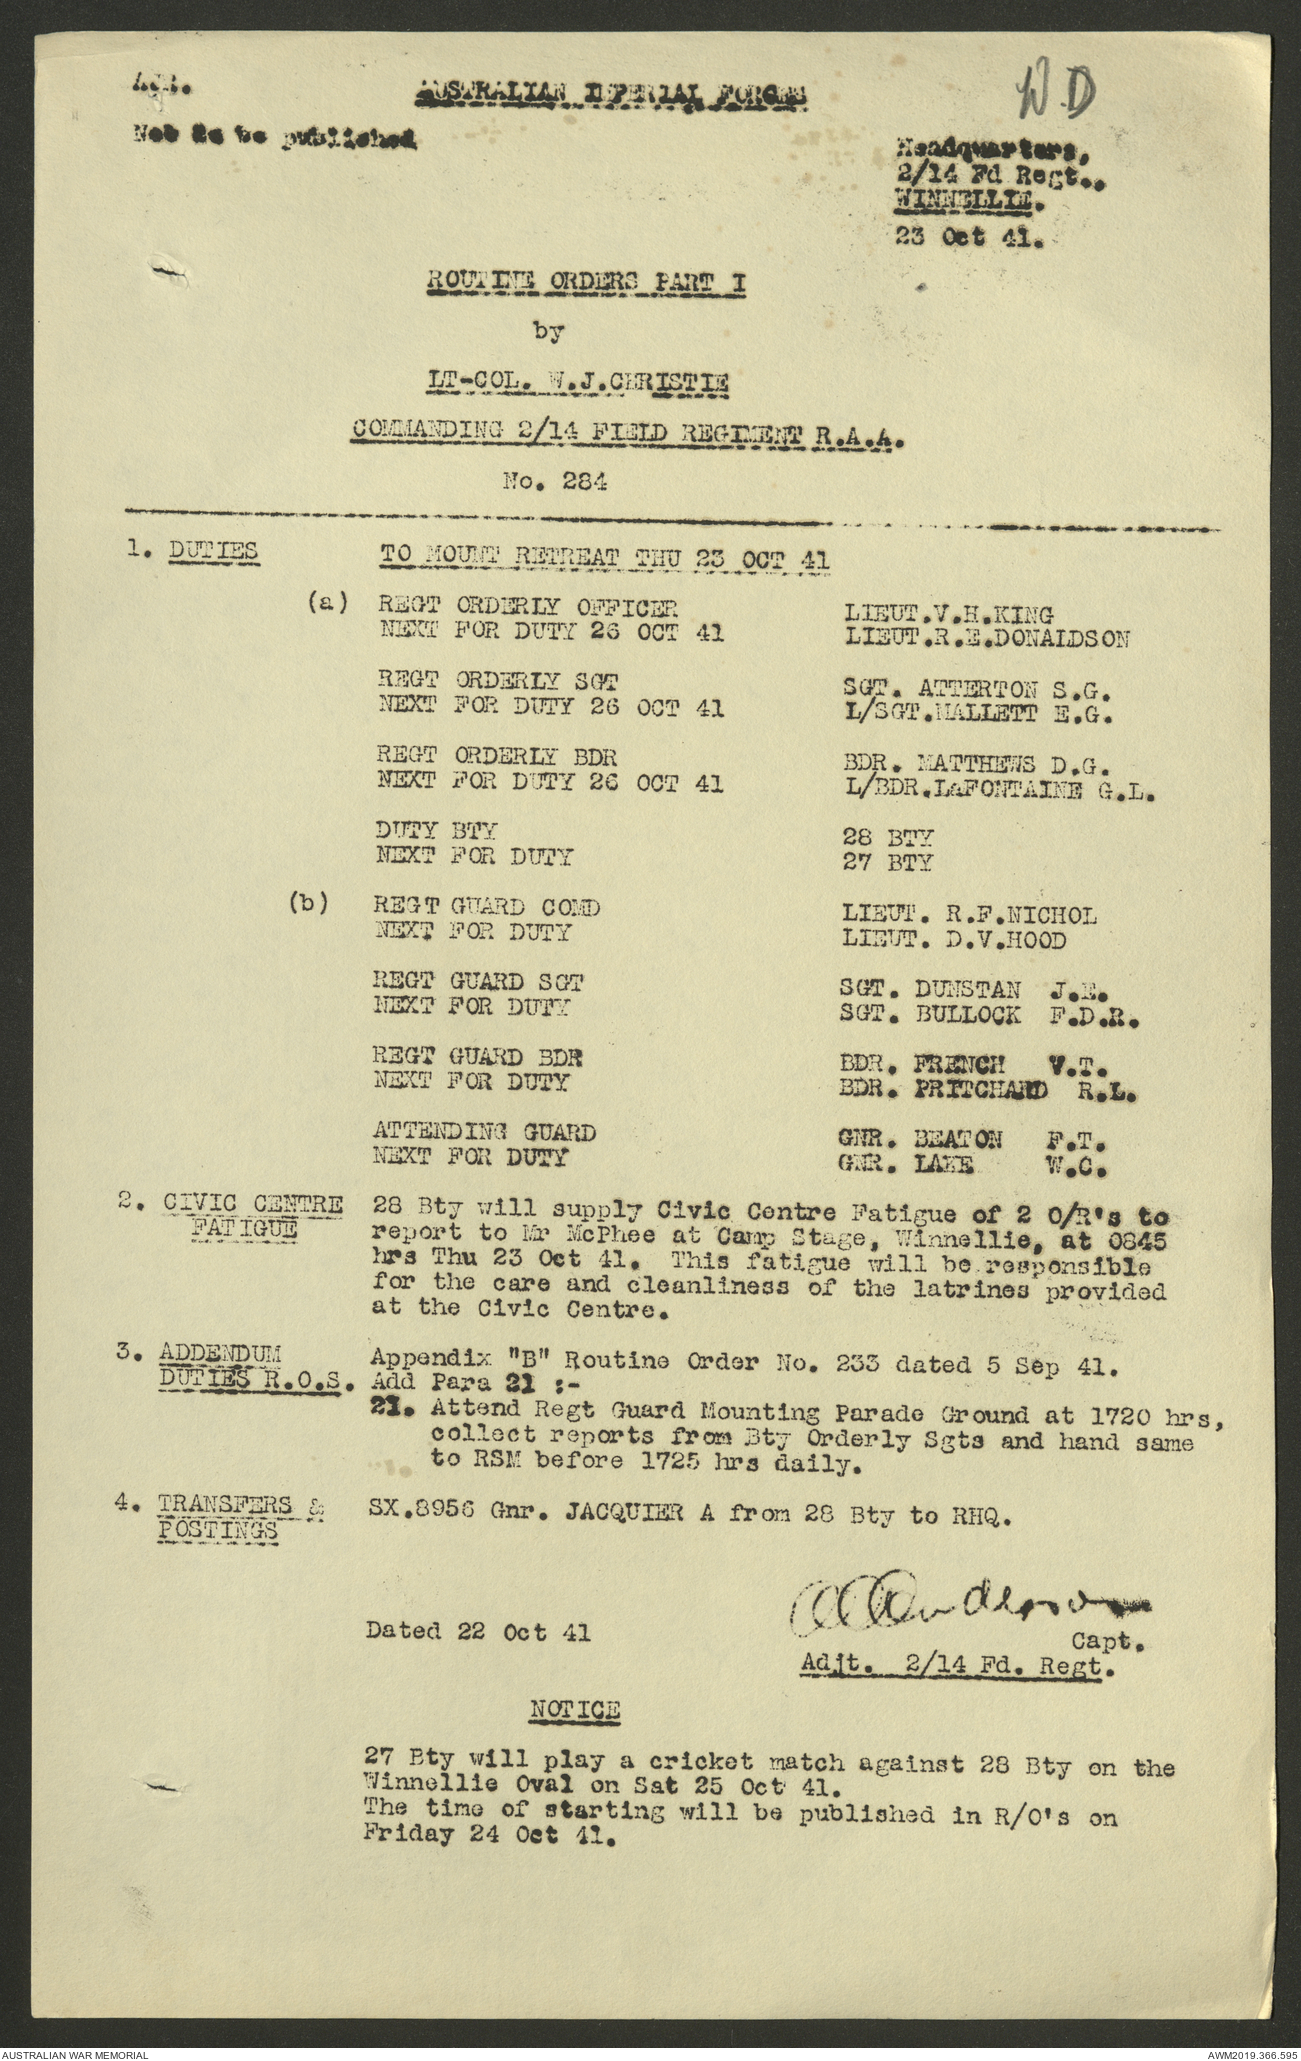 AUSTRALIAN IMPERIAL FORCES
W.D
Not to be published
Headquarters,
2/14 Fd Regt.,
WINNELLIE.
23 Oct 41.
ROUTINE ORDERS PART I
by
LT-COL. W.J.CHRISTIE
COMMANDING 2/14 FIELD REGIMENT R.A.A.
No. 284
1. DUTIES TO MOUNT RETREAT THU 23 OCT 41
(a) REGT ORDERLY OFFICER LIEUT.V.H.KING
NEXT FOR DUTY 26 OCT 41 LIEUT.R.E.DONALDSON
REGT ORDERLY SGT SGT. ATTERTON S.G.
NEXT FOR DUTY 26 OCT 41 L/SGT.MALLETT E.G.
REGT ORDERLY BDR BDR. MATTHEWS D.G.
NEXT FOR DUTY 26 OCT 41 L/BDR.LaFONTAINE G.L.
DUTY BTY 28 BTY
NEXT FOR DUTY 27 BTY
(b) REGT GUARD COMD LIEUT. R.F.NICHOL
NEXT FOR DUTY LIEUT. D.V.HOOD
REGT GUARD SGT SGT. DUNSTAN J.E.
NEXT FOR DUTY SGT. BULLOCK F.D.R.
REGT GUARD BDR BDR. FRENCH V.T.
NEXT FOR DUTY BDR. PRITCHARD R.L.
ATTENDING GUARD GNR. BEATON F.T.
NEXT FOR DUTY GNR. LAKE W.C.
2. CIVIC CENTRE 28 Bty will supply Civic Centre Fatigue of 2 O/R's to
FATIGUE report to Mr McPhee at Camp Stage, Winnellie, at 0845
hrs Thu 23 Oct 41. This fatigue will be responsible
for the care and cleanliness of the latrines provided
at the Civic Centre.
3. ADDENDUM Appendix "B" Routine Order No. 233 dated 5 Sep 41.
DUTIES R.O.S. Add Para 21 :-
21. Attend Regt Guard Mounting Parade Ground at 1720 hrs,
collect reports from Bty Orderly Sgts and hand same
to RSM before 1725 hrs daily.
4. TRANSFERS & SX.8956 Gnr. JACQUIER A from 28 Bty to RHQ.
POSTINGS
Anderson
Dated 22 Oct 41
Capt.
Adjt. 2/14 Fd. Regt.
NOTICE
27 Bty will play a cricket match against 28 Bty on the
Winnellie Oval on Sat 25 Oct 41.
The time of starting will be published in R/O's on
Friday 24 Oct 41.
AUSTRALIAN WAR MEMORIAL
AWM2019.366.595